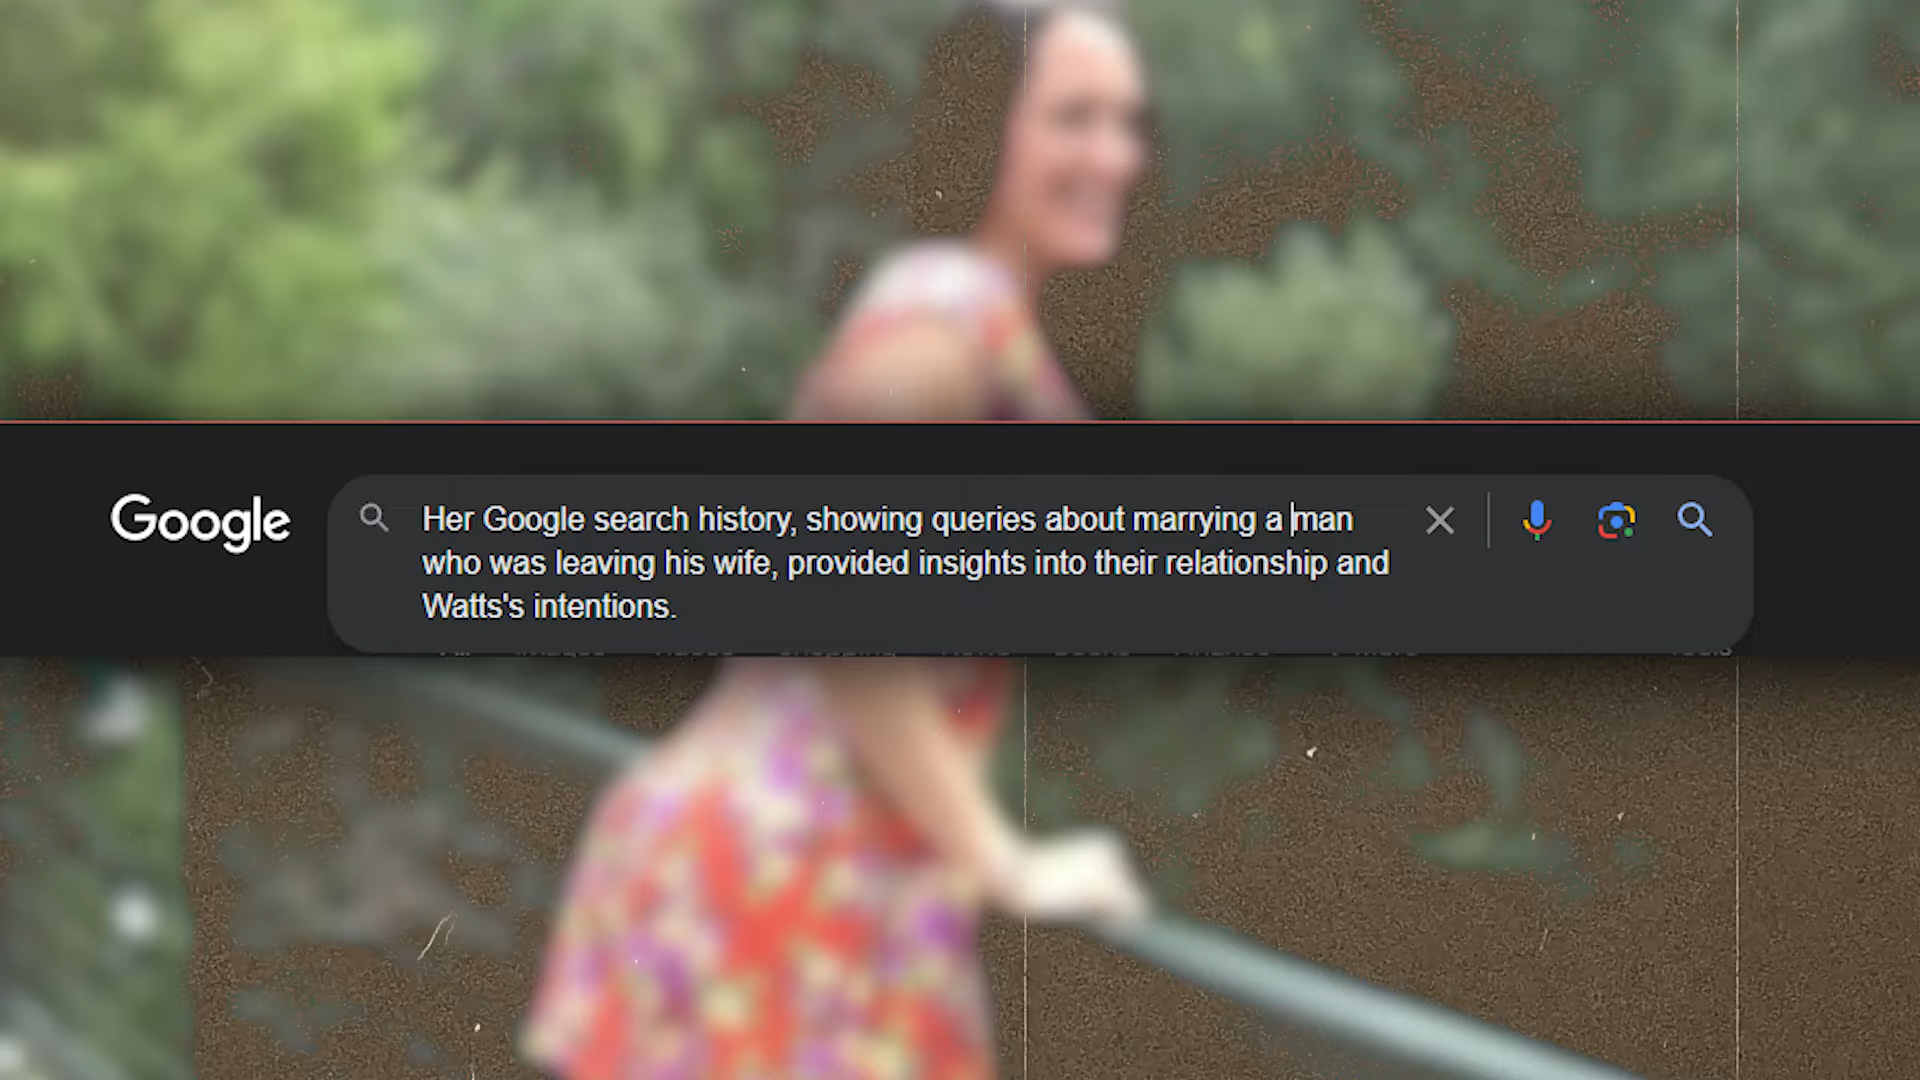 Google
Her Google search history, showing queries about marrying a man
who was leaving his wife, provided insights into their relationship and
Watts's intentions.